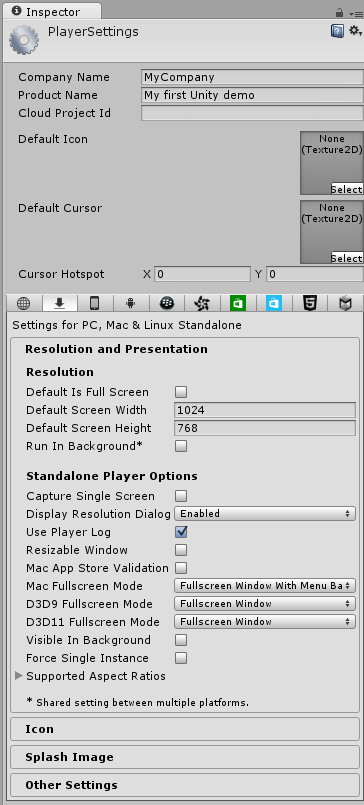 Inspector
PlayerSettings
Company Name MyCompany
Product Name My first Unity demo
Cloud Project Id
Default Icon None
(Texture2D)
Select
Default Cursor None
(Texture2D)
Select
Cursor Hotspot X 0 Y 0
Settings for PC, Mac & Linux Standalone
Resolution and Presentation
Resolution
Default Is Full Screen
Default Screen Width 1024
Default Screen Height 768
Run In Background*
Standalone Player Options
Capture Single Screen
Display Resolution Dialog Enabled
Use Player Log
Resizable Window
Mac App Store Validation
Mac Fullscreen Mode Fullscreen Window With Menu Ba
D3D9 Fullscreen Mode Fullscreen Window
D3D11 Fullscreen Mode Fullscreen Window
Visible In Background
Force Single Instance
Supported Aspect Ratios
* Shared setting between multiple platforms.
Icon
Splash Image
Other Settings